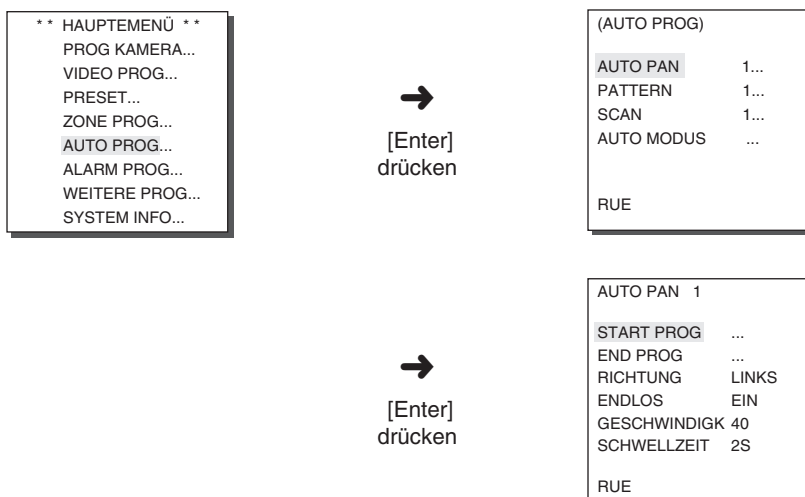 * * HAUPTEMENÜ * *
PROG KAMERA...
VIDEO PROG...
PRESET...
ZONE PROG...
AUTO PROG...
ALARM PROG...
WEITERE PROG...
SYSTEM INFO...
[Enter]
drücken
(AUTO PROG)
AUTO PAN 1...
PATTERN 1...
SCAN 1...
AUTO MODUS ...
RUE
[Enter]
drücken
AUTO PAN 1
START PROG ...
END PROG ...
RICHTUNG LINKS
ENDLOS EIN
GESCHWINDIGK 40
SCHWELLZEIT 2S
RUE